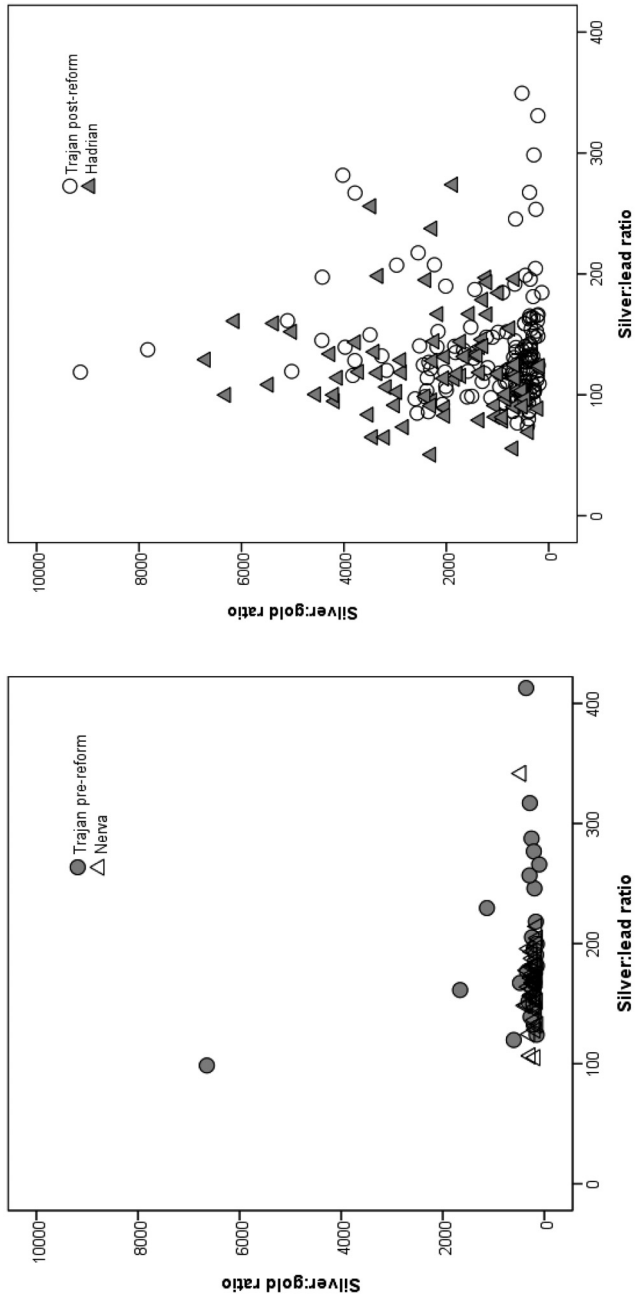 Trajan pre-reform
Nerva
Silver:gold ratio
10000
8000
6000
4000
2000
0
0
100
200
300
400
Silver:lead ratio
Trajan post-reform
Hadrian
Silver:gold ratio
10000
8000
6000
4000
2000
0
0
100
200
300
400
Silver:lead ratio